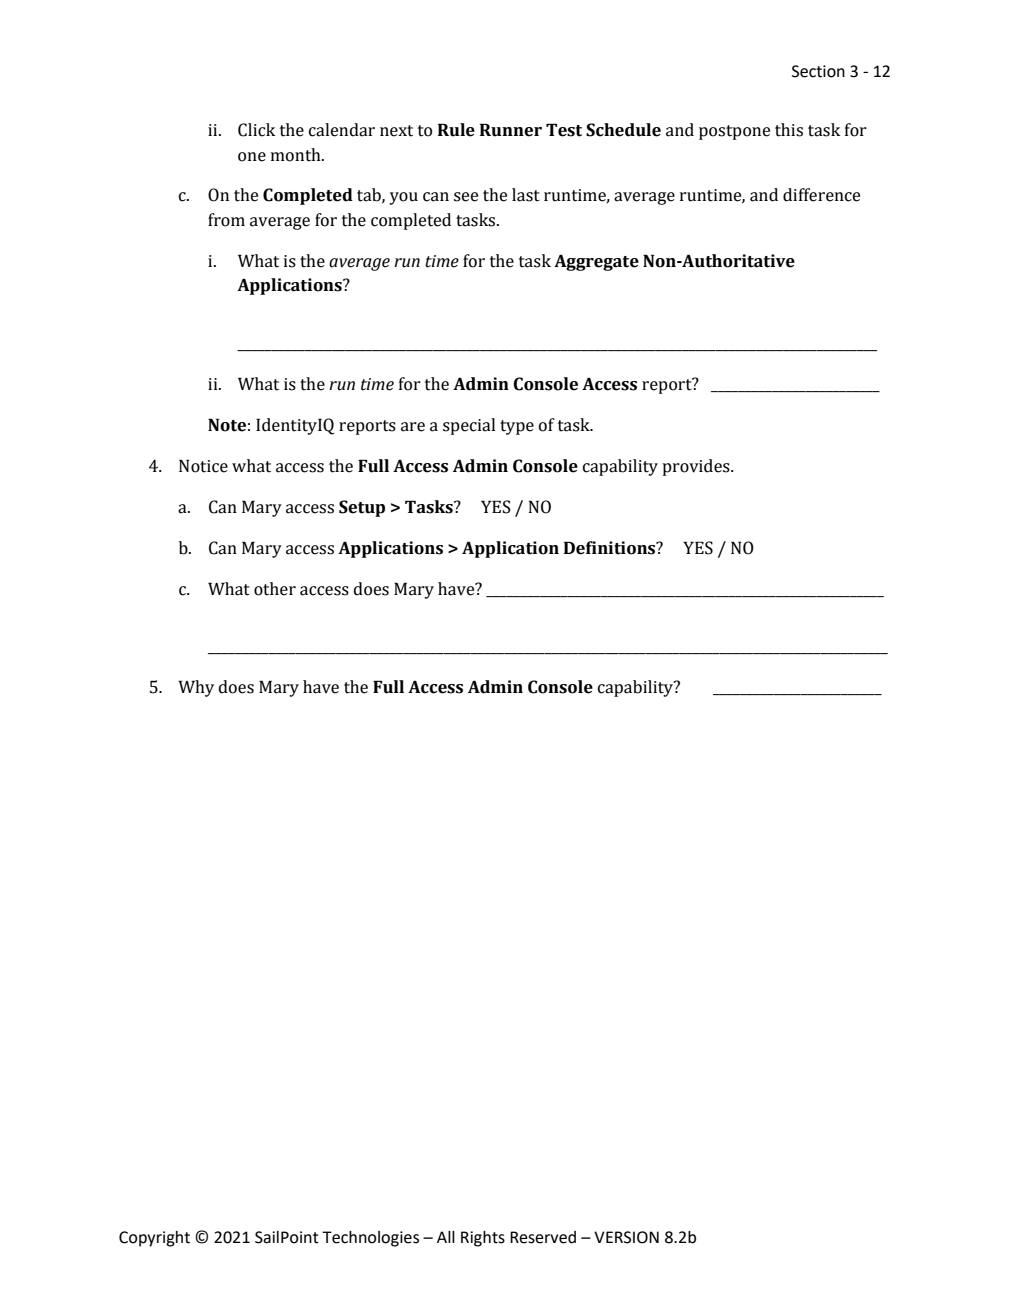 Section 3 - 12
ii. Click the calendar next to Rule Runner Test Schedule and postpone this task for
one month.
c. On the Completed tab, you can see the last runtime, average runtime, and difference
from average for the completed tasks.
i. What is the average run time for the task Aggregate Non-Authoritative
Applications?
ii. What is the run time for the Admin Console Access report? ____________________
Note: IdentityIQ reports are a special type of task.
4. Notice what access the Full Access Admin Console capability provides.
a. Can Mary access Setup > Tasks? YES / NO
b. Can Mary access Applications > Application Definitions? YES / NO
c. What other access does Mary have? ____________________
5. Why does Mary have the Full Access Admin Console capability? ____________________
Copyright © 2021 SailPoint Technologies – All Rights Reserved – VERSION 8.2b